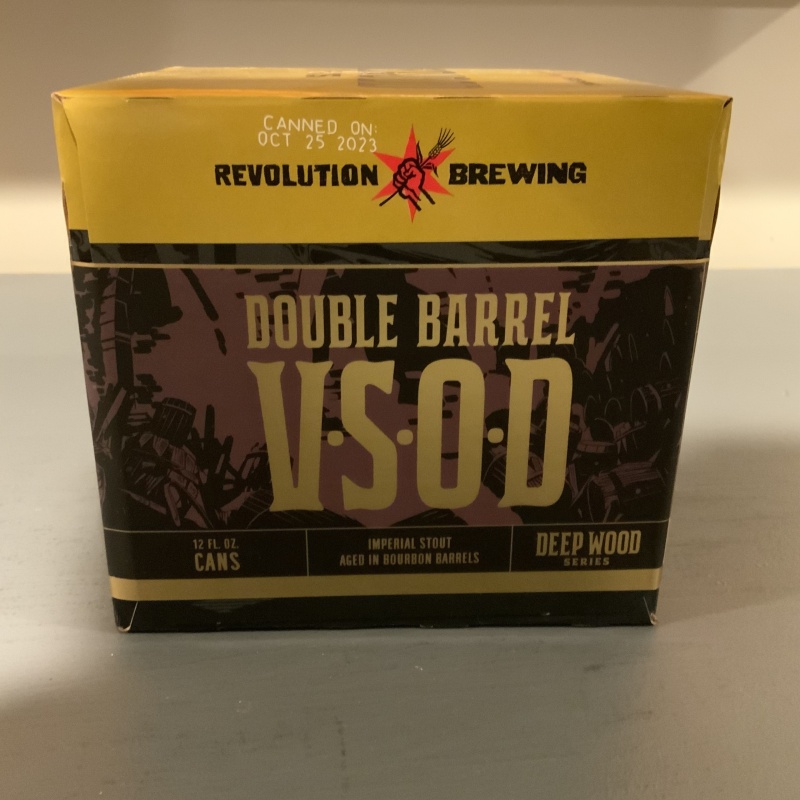 CANNED ON:
OCT 25 2023
REVOLUTION BREWING
DOUBLE BARREL
V·S·O·D
12 FL. OZ.
CANS
IMPERIAL STOUT
AGED IN BOURBON BARRELS
DEEP WOOD
SERIES